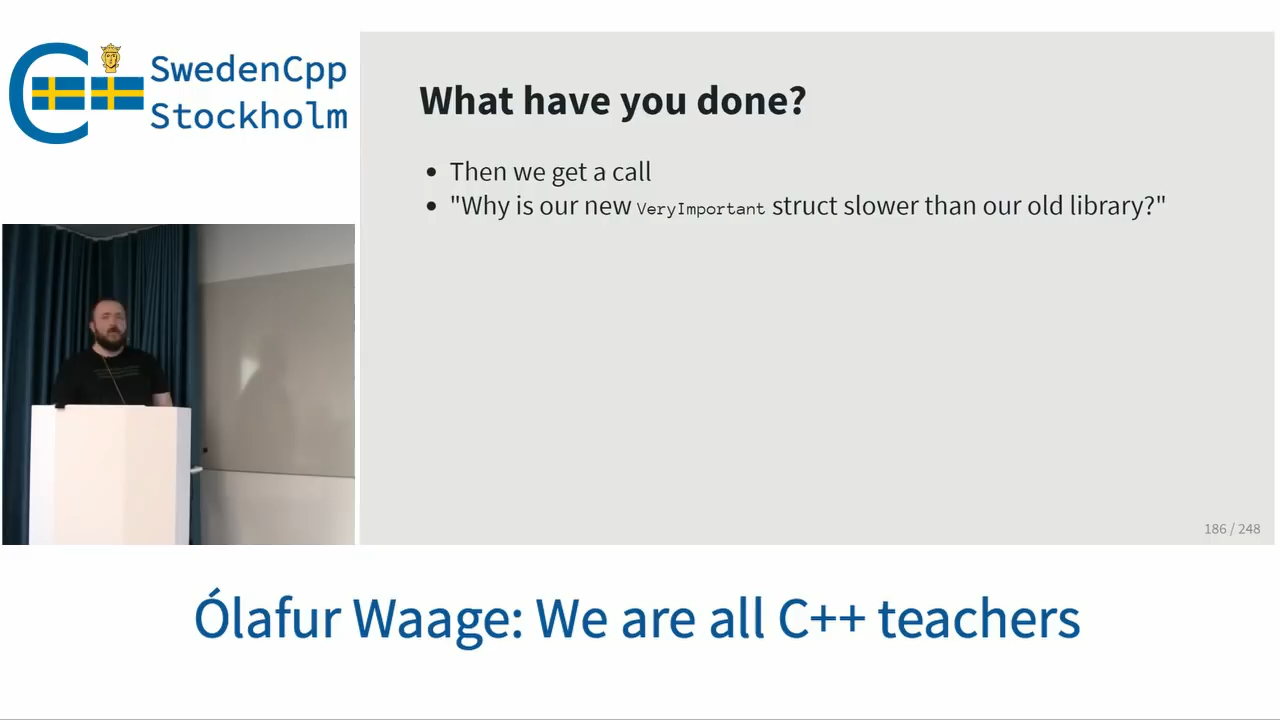 SwedenCpp
Stockholm
What have you done?
• Then we get a call
• "Why is our new VeryImportant struct slower than our old library?"
186 / 248
Ólafur Waage: We are all C++ teachers